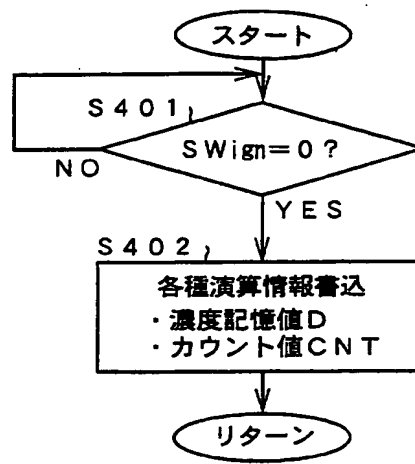 スタート
S401
SWign=0?
NO
YES
S402
各種演算情報書込
・濃度記憶値D
・カウント値CNT
リターン